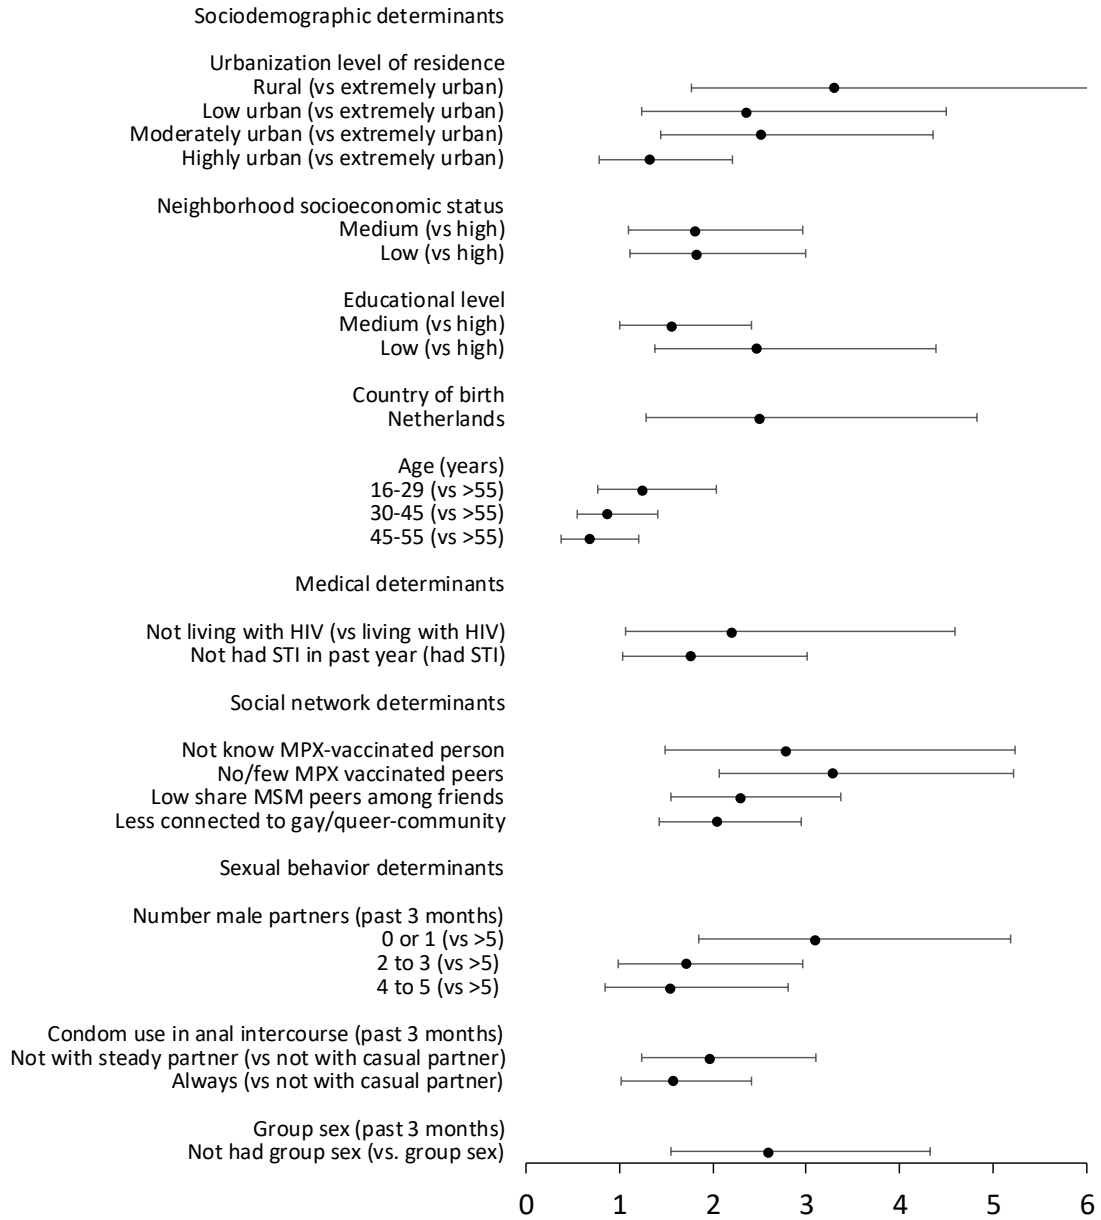 Sociodemographic determinants
Urbanization level of residence
Rural (vs extremely urban)
Low urban (vs extremely urban)
Moderately urban (vs extremely urban)
Highly urban (vs extremely urban)
Neighborhood socioeconomic status
Medium (vs high)
Low (vs high)
Educational level
Medium (vs high)
Low (vs high)
Country of birth
Netherlands
Age (years)
16-29 (vs >55)
30-45 (vs >55)
45-55 (vs >55)
Medical determinants
Not living with HIV (vs living with HIV)
Not had STI in past year (had STI)
Social network determinants
Not know MPX-vaccinated person
No/few MPX vaccinated peers
Low share MSM peers among friends
Less connected to gay/queer-community
Sexual behavior determinants
Number male partners (past 3 months)
0 or 1 (vs >5)
2 to 3 (vs >5)
4 to 5 (vs >5)
Condom use in anal intercourse (past 3 months)
Not with steady partner (vs not with casual partner)
Always (vs not with casual partner)
Group sex (past 3 months)
Not had group sex (vs. group sex)
0 1 2 3 4 5 6